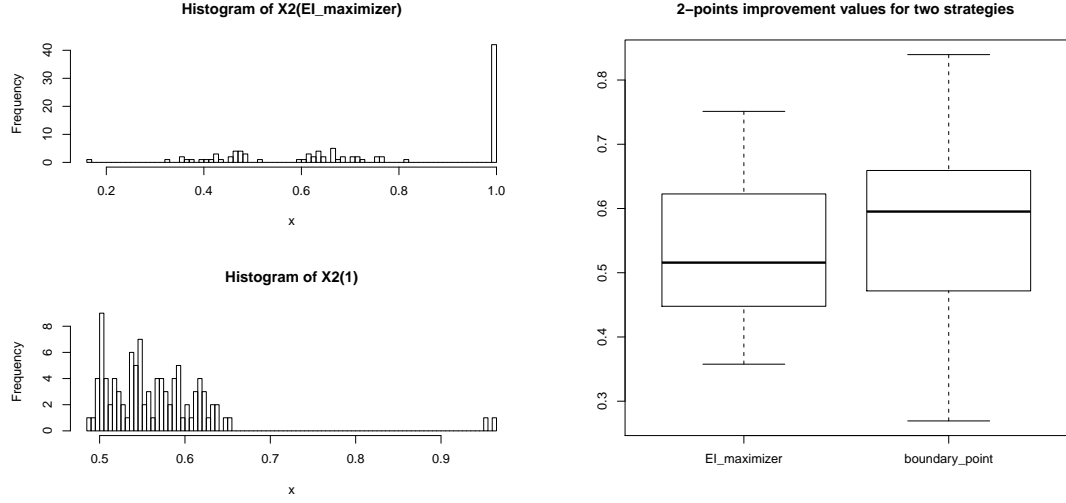 Histogram of X2(EI_maximizer)
Frequency
0 10 20 30 40
0.2 0.4 0.6 0.8 1.0
x
Histogram of X2(1)
Frequency
0 2 4 6 8
0.5 0.6 0.7 0.8 0.9
x
2−points improvement values for two strategies
0.3 0.4 0.5 0.6 0.7 0.8
EI_maximizer boundary_point